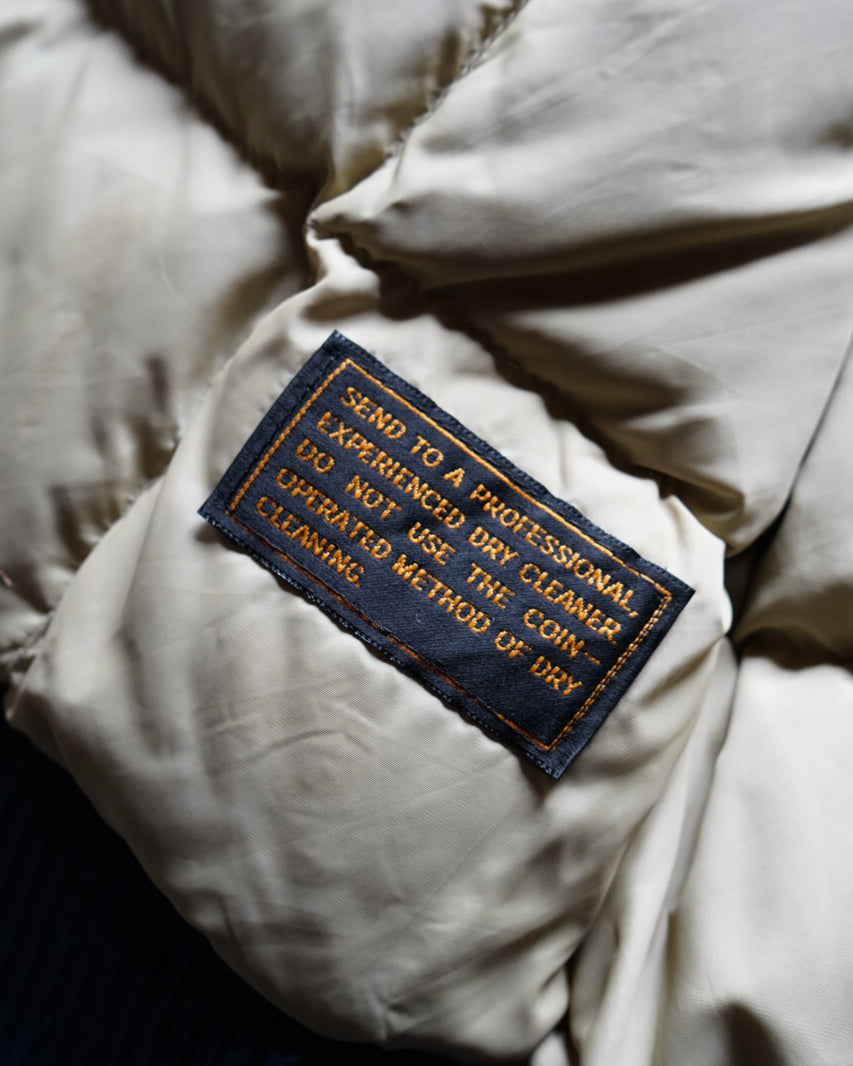 SEND TO A PROFESSIONAL,
EXPERIENCED DRY CLEANER
DO NOT USE THE COIN—
OPERATED METHOD OF DRY
CLEANING.